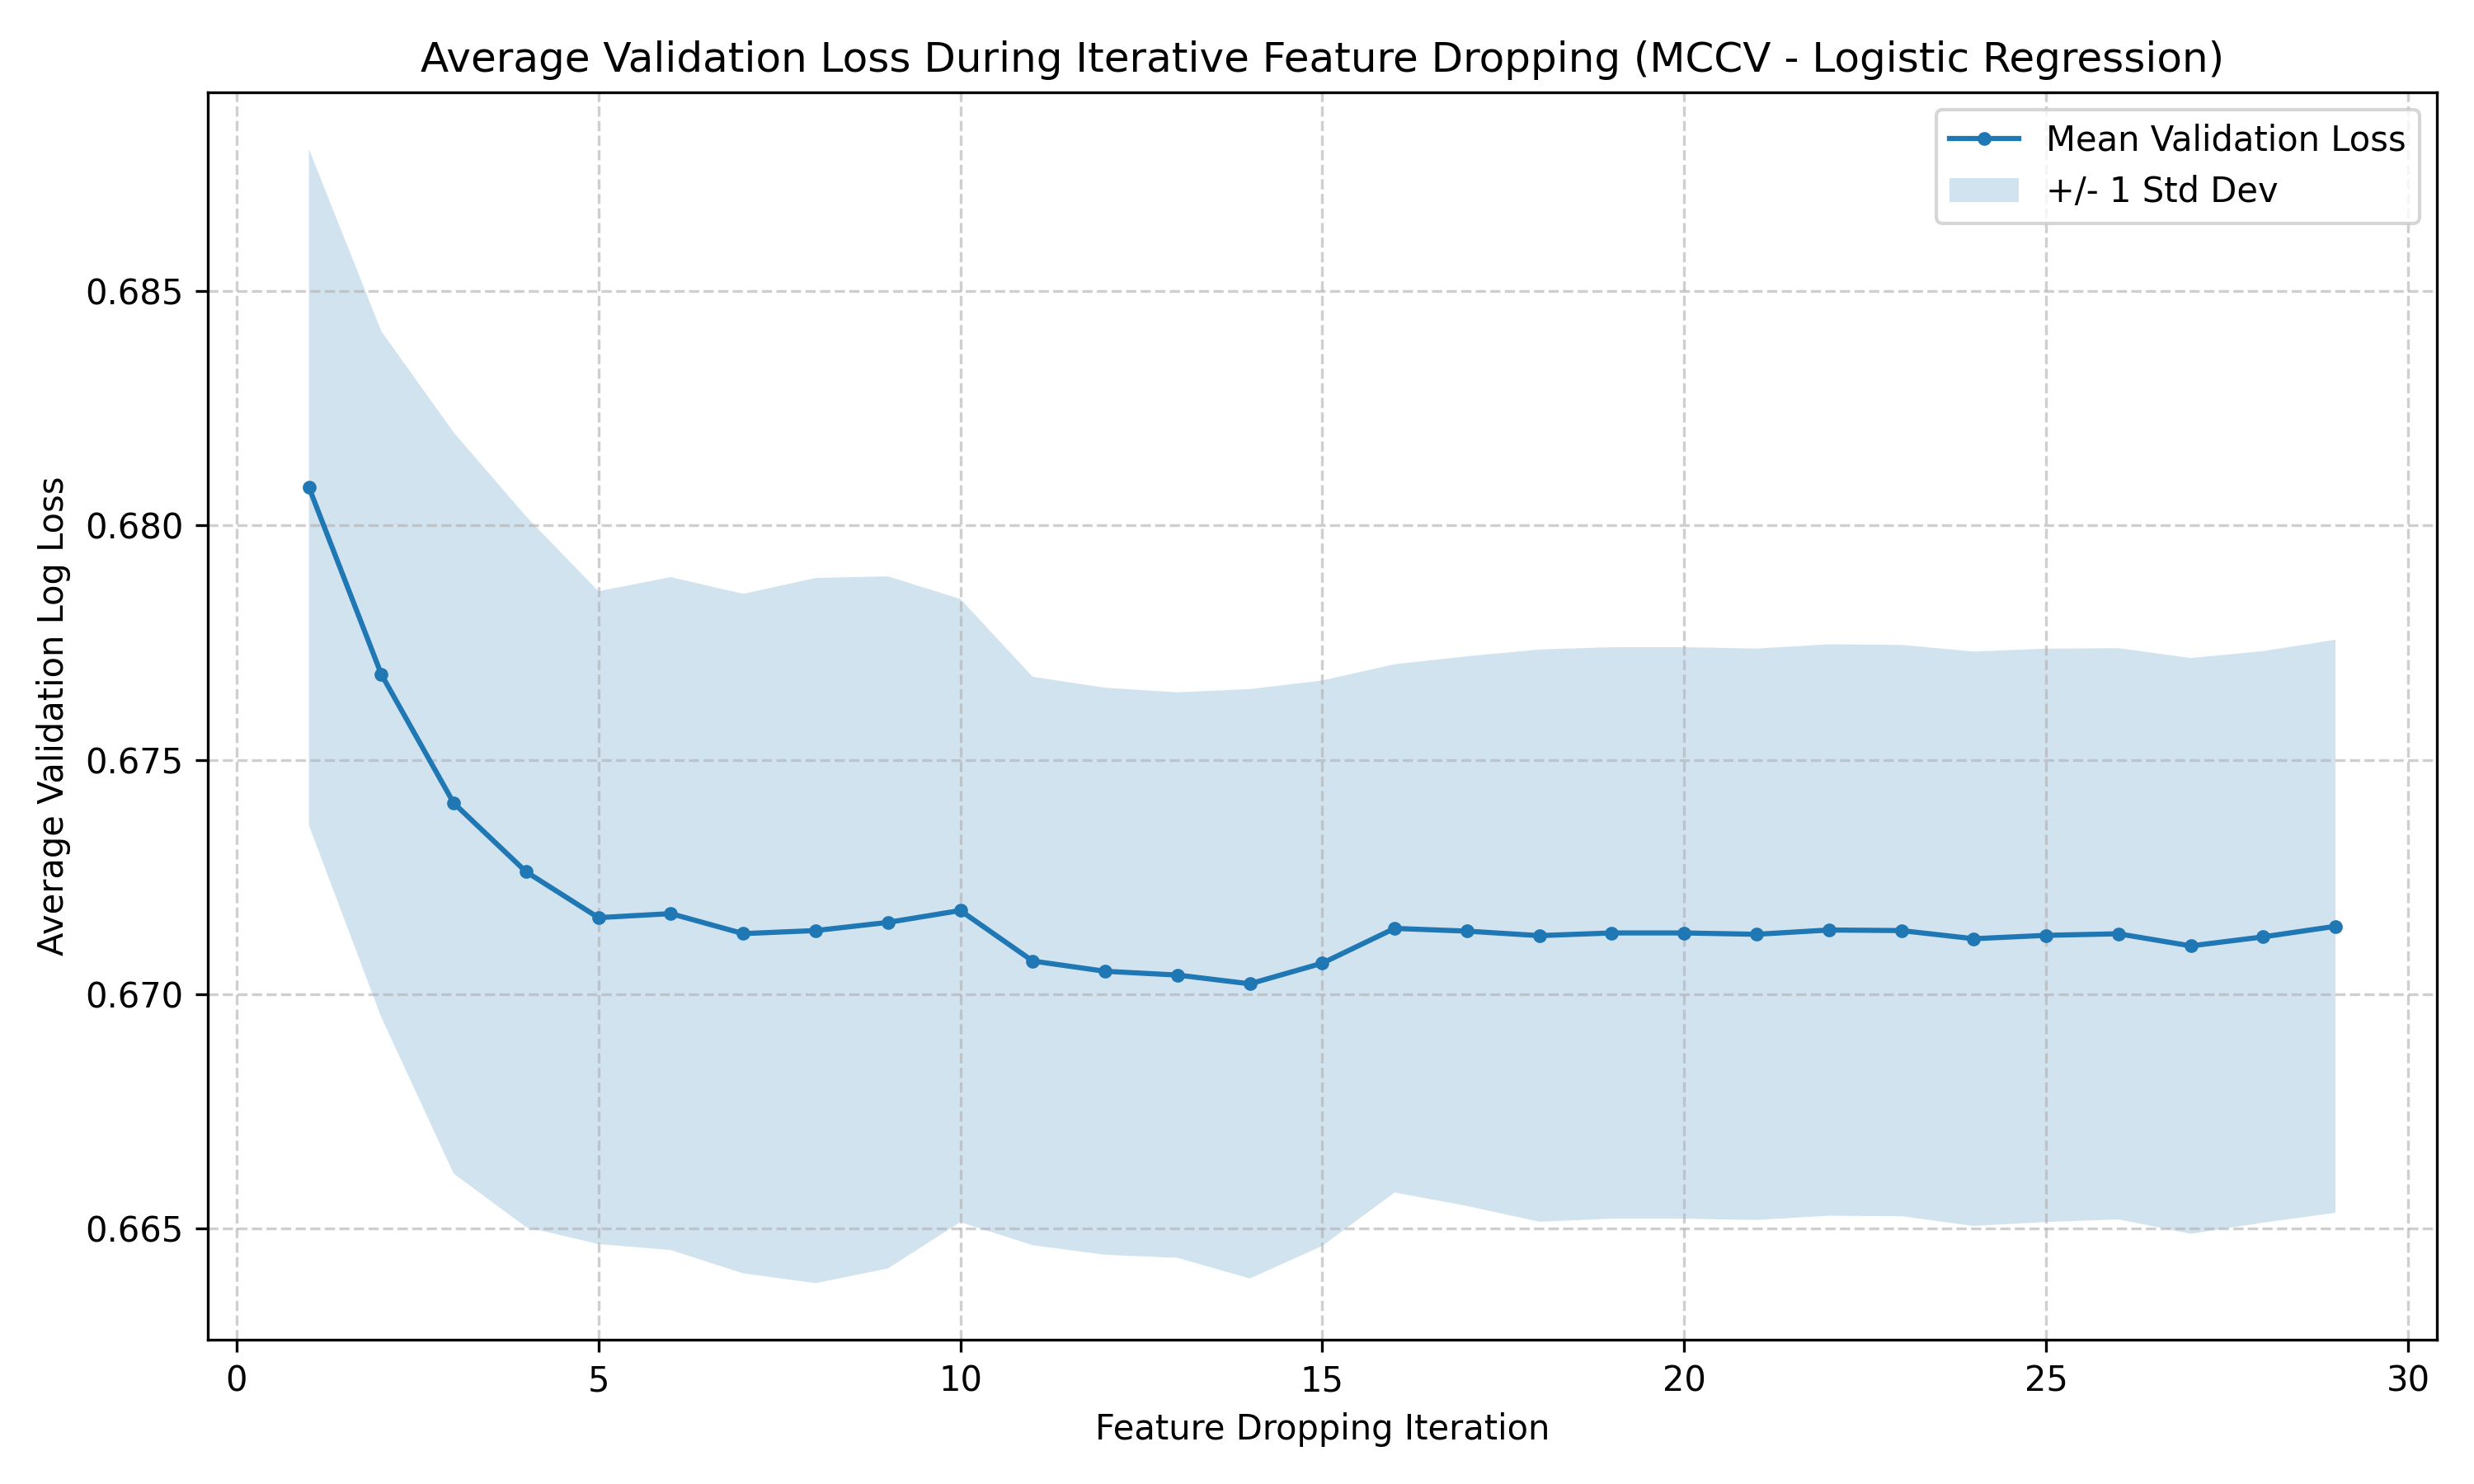 Average Validation Loss During Iterative Feature Dropping (MCCV - Logistic Regression)
Mean Validation Loss
+/- 1 Std Dev
Average Validation Log Loss
0.685
0.680
0.675
0.670
0.665
0 5 10 15 20 25 30
Feature Dropping Iteration